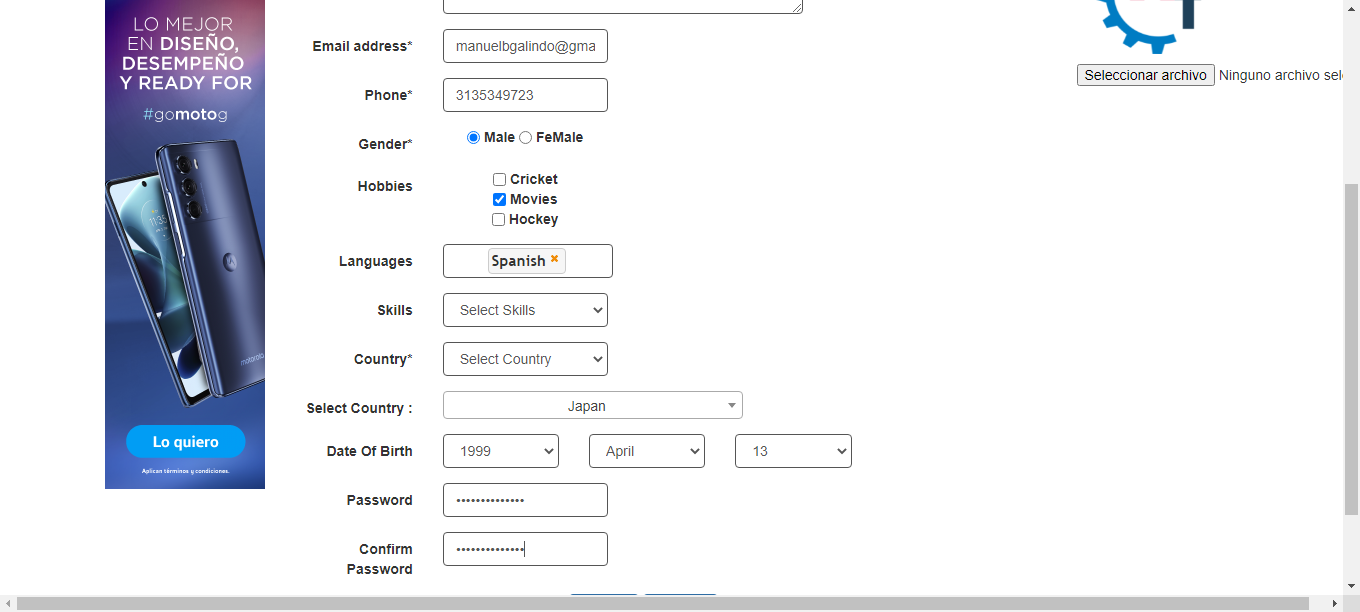 LO MEJOR
EN DISEÑO,
DESEMPEÑO
Y READY FOR
#gomotog
11:35
motorola
Lo quiero
Aplican términos y condiciones.
Email address* manuelbgalindo@gma
Phone* 3135349723
Gender* Male FeMale
Hobbies Cricket
Movies
Hockey
Languages Spanish
Skills Select Skills
Country* Select Country
Select Country : Japan
Date Of Birth 1999 April 13
Password ••••••••••••••
Confirm Password ••••••••••••••
Seleccionar archivo Ninguno archivo sel